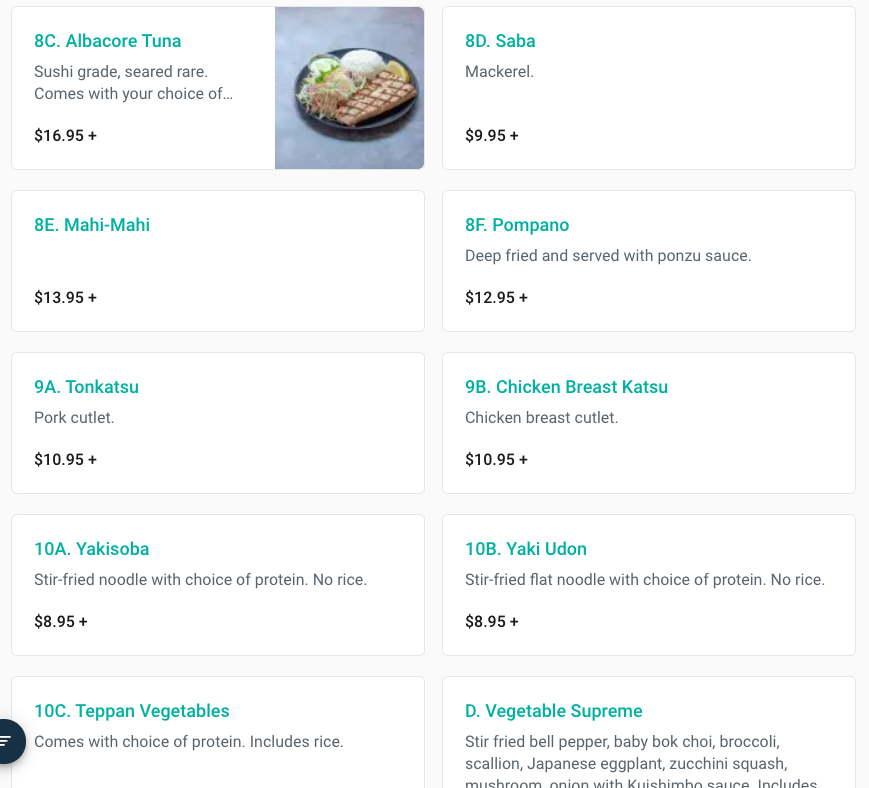 8C. Albacore Tuna
Sushi grade, seared rare.
Comes with your choice of…
$16.95 +
8D. Saba
Mackerel.
$9.95 +
8E. Mahi-Mahi
$13.95 +
8F. Pompano
Deep fried and served with ponzu sauce.
$12.95 +
9A. Tonkatsu
Pork cutlet.
$10.95 +
9B. Chicken Breast Katsu
Chicken breast cutlet.
$10.95 +
10A. Yakisoba
Stir-fried noodle with choice of protein. No rice.
$8.95 +
10B. Yaki Udon
Stir-fried flat noodle with choice of protein. No rice.
$8.95 +
10C. Teppan Vegetables
Comes with choice of protein. Includes rice.
D. Vegetable Supreme
Stir fried bell pepper, baby bok choi, broccoli,
scallion, Japanese eggplant, zucchini squash,
mushroom, onion with Kuishimbo sauce. Includes